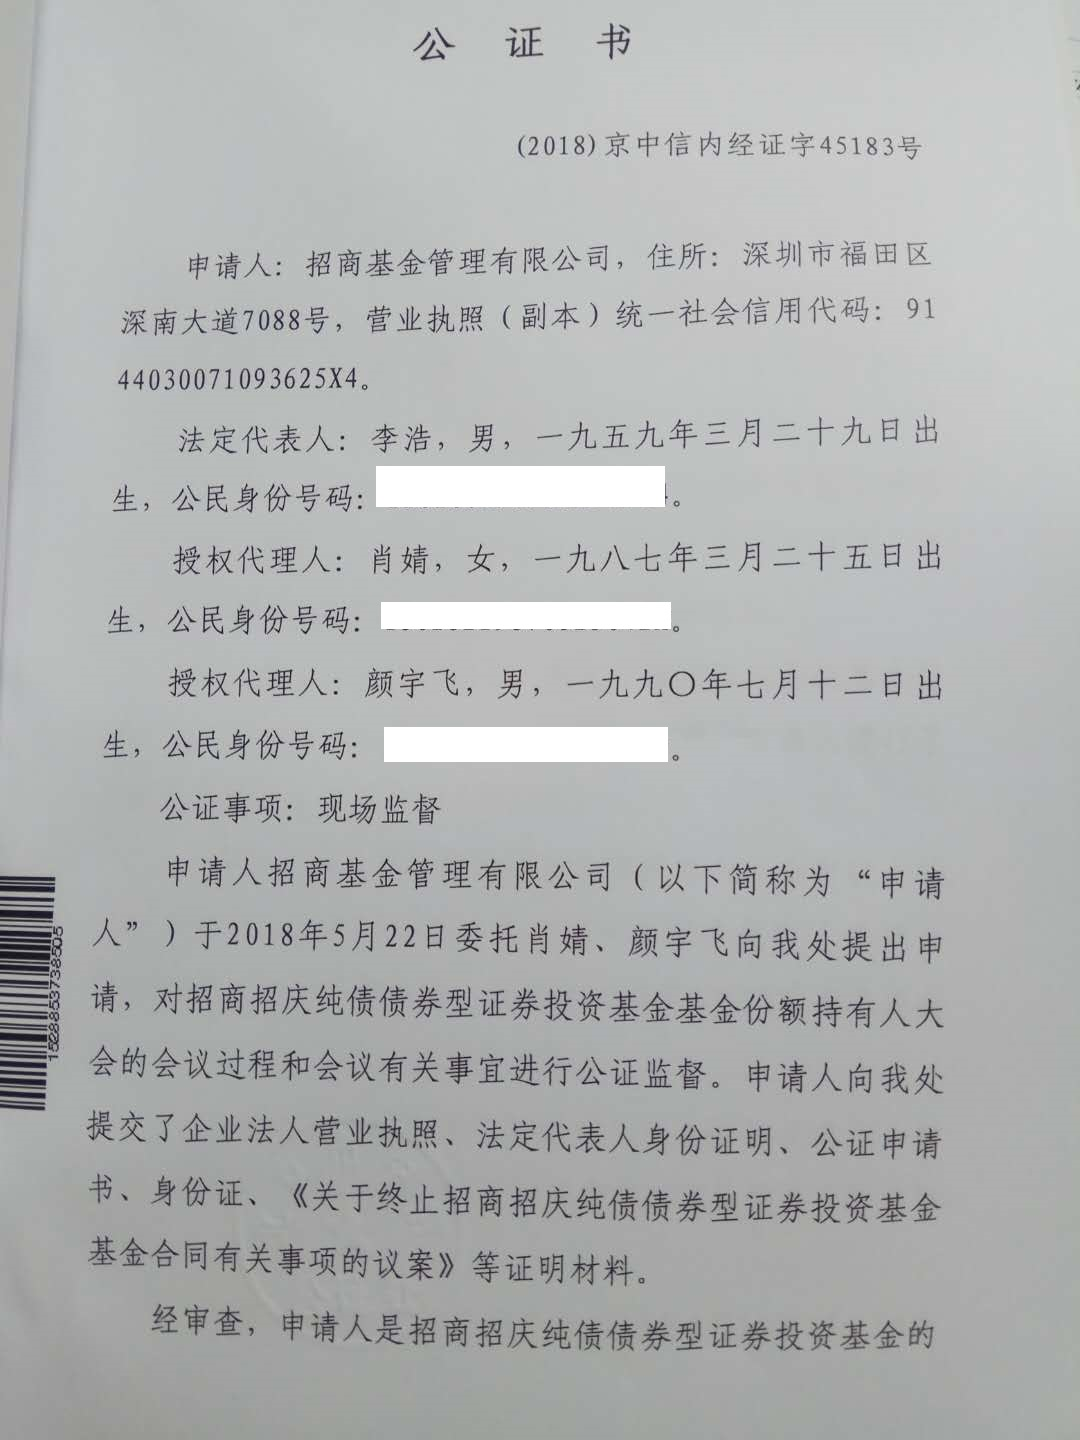 公 证 书
(2018)京中信内经证字45183号
申请人：招商基金管理有限公司，住所：深圳市福田区
深南大道7088号，营业执照（副本）统一社会信用代码：91
44030071093625X4。
法定代表人：李浩，男，一九五九年三月二十九日出
生，公民身份号码： 。
授权代理人：肖婧，女，一九八七年三月二十五日出
生，公民身份号码： 。
授权代理人：颜宇飞，男，一九九〇年七月十二日出
生，公民身份号码： 。
公证事项：现场监督
申请人招商基金管理有限公司（以下简称为“申请
人”）于2018年5月22日委托肖婧、颜宇飞向我处提出申
请，对招商招庆纯债债券型证券投资基金基金份额持有人大
会的会议过程和会议有关事宜进行公证监督。申请人向我处
提交了企业法人营业执照、法定代表人身份证明、公证申请
书、身份证、《关于终止招商招庆纯债债券型证券投资基金
基金合同有关事项的议案》等证明材料。
经审查，申请人是招商招庆纯债债券型证券投资基金的
1528853738505